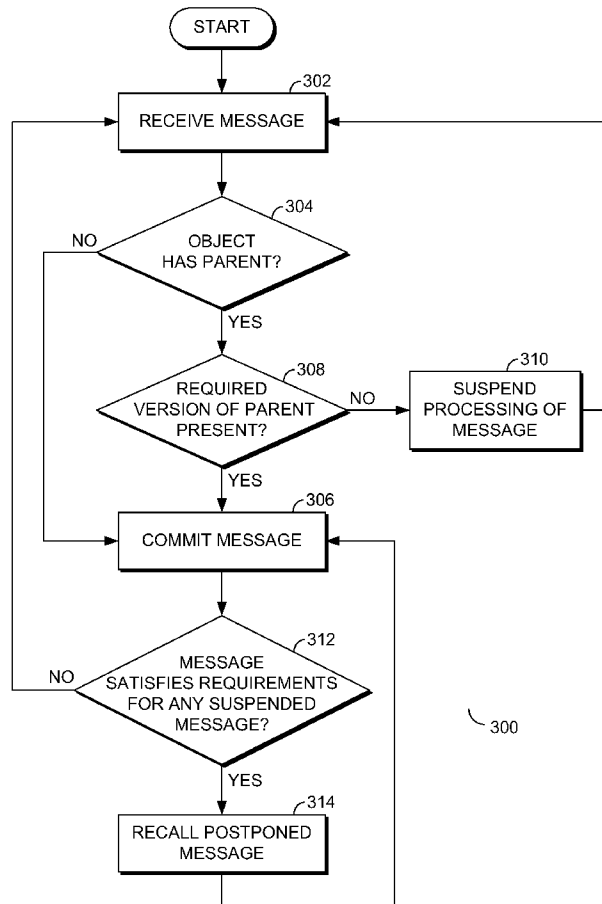 START
302
RECEIVE MESSAGE
304
NO
OBJECT
HAS PARENT?
YES
308
310
REQUIRED
VERSION OF PARENT
PRESENT?
NO
SUSPEND
PROCESSING OF
MESSAGE
YES
306
COMMIT MESSAGE
312
NO
MESSAGE
SATISFIES REQUIREMENTS
FOR ANY SUSPENDED
MESSAGE?
300
YES
314
RECALL POSTPONED
MESSAGE